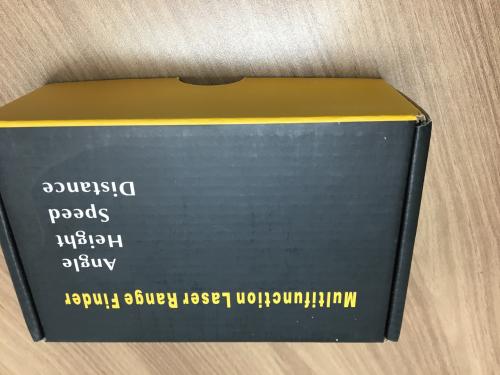 Multifunction Laser Range Finder
Angle
Height
Speed
Distance